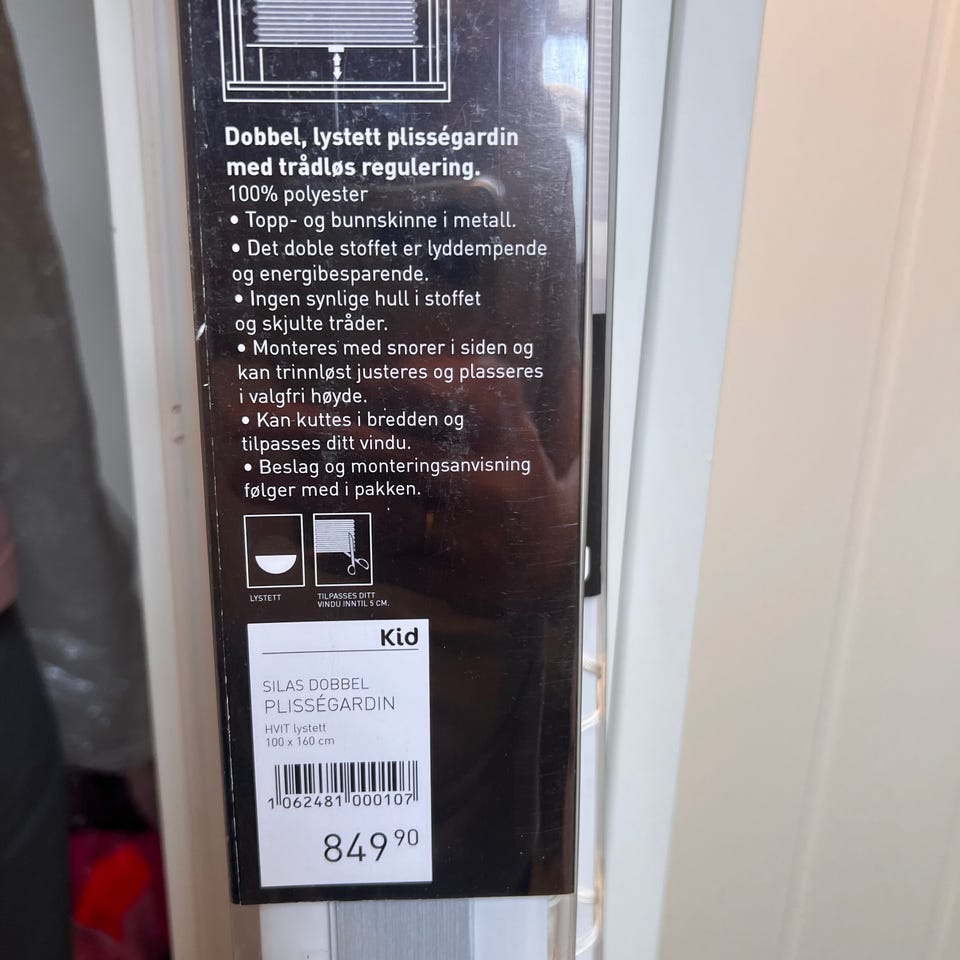 Dobbel, lystett plisségardin
med trådløs regulering.
100% polyester
• Topp- og bunnskinne i metall.
• Det doble stoffet er lyddempende
og energibesparende.
• Ingen synlige hull i stoffet
og skjulte tråder.
• Monteres med snorer i siden og
kan trinnløst justeres og plasseres
i valgfri høyde.
• Kan kuttes i bredden og
tilpasses ditt vindu.
• Beslag og monteringsanvisning
følger med i pakken.
LYSTETT
TILPASSES DITT
VINDU INNTIL 5 CM.
Kid
SILAS DOBBEL
PLISSÉGARDIN
HVIT lystett
100 x 160 cm
1 062481 000107
849 90